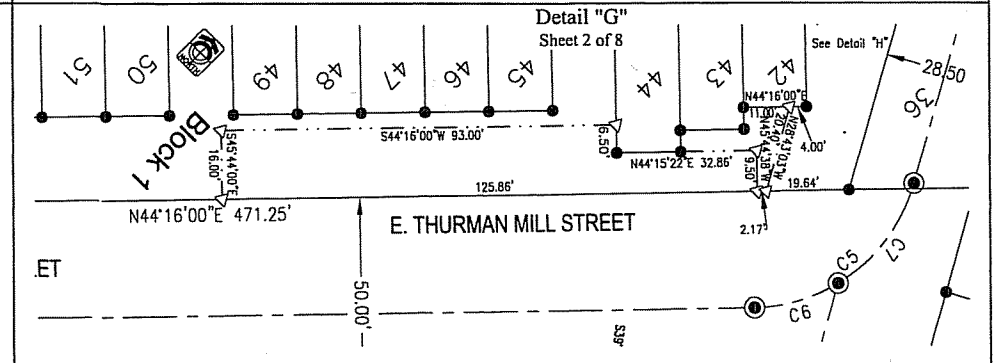 Detail "G"
Sheet 2 of 8
See Detail "H"
51
50
49
48
47
46
45
44
43
42
36
28.50
Block 1
S44°16'00"W 93.00'
S45°44'00"E
16.00'
6.50'
N44°15'22"E 32.86'
N44°16'00"E
N45°44'38"W
9.50'
20.40'
N28°43'03"W
4.00'
125.86'
19.64'
2.17'
N44°16'00"E 471.25'
E. THURMAN MILL STREET
ET
50.00'
C5
C6
C7